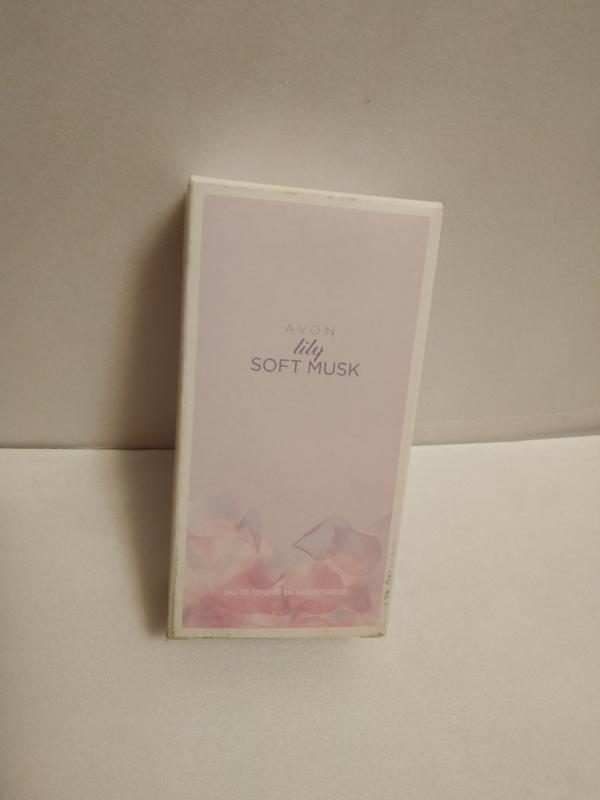 AVON
lily
SOFT MUSK
EAU DE TOILETTE EN VAPORISATEUR